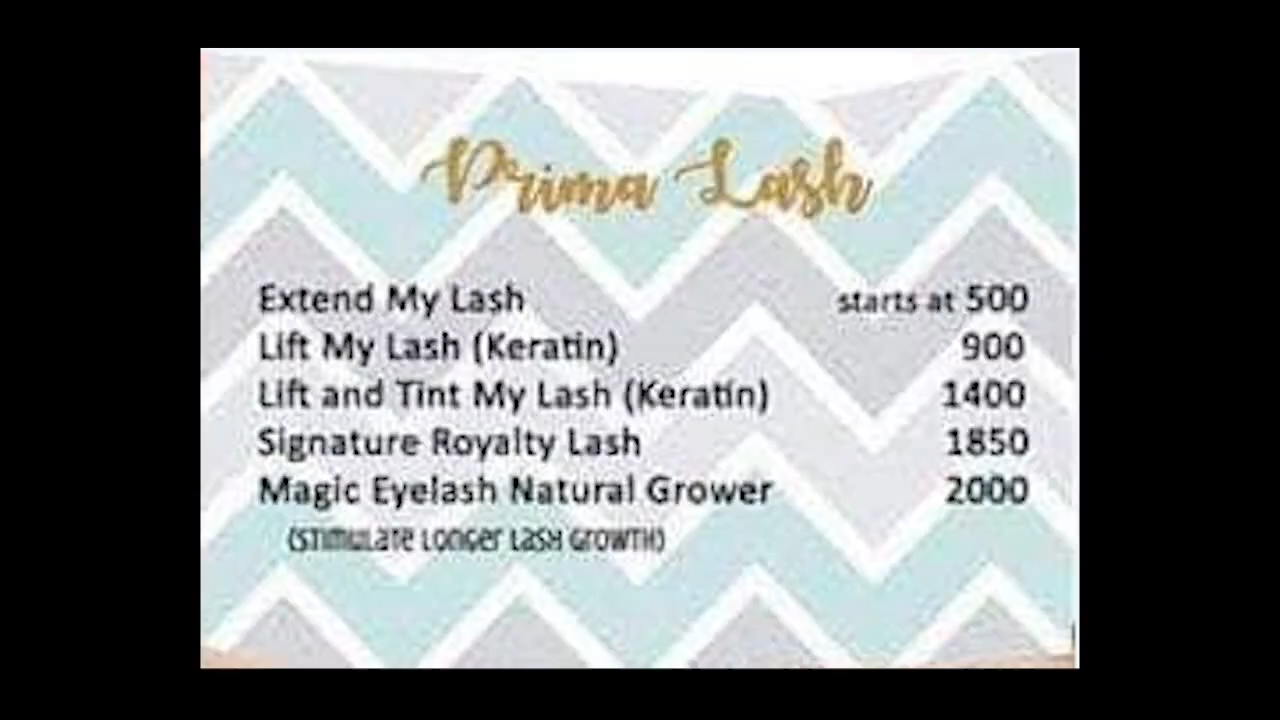 Prima Lash
Extend My Lash starts at 500
Lift My Lash (Keratin) 900
Lift and Tint My Lash (Keratin) 1400
Signature Royalty Lash 1850
Magic Eyelash Natural Grower 2000
(Stimulate Longer Lash Growth)